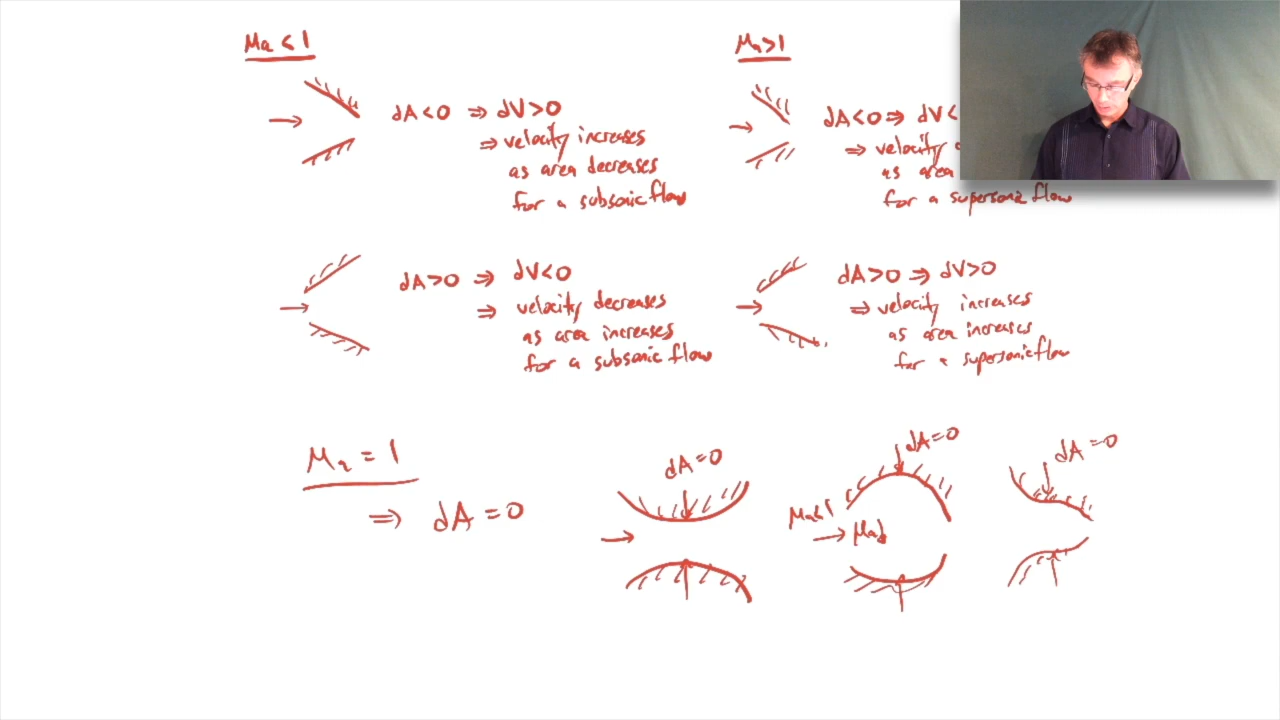 Ma < 1
dA < 0 ⇒ dV > 0
⇒ velocity increases
as area decreases
for a subsonic flow
dA > 0 ⇒ dV < 0
⇒ velocity decreases
as area increases
for a subsonic flow
Ma > 1
dA < 0 ⇒ dV <
⇒ velocity
as area
for a supersonic flow
dA > 0 ⇒ dV > 0
⇒ velocity increases
as area increases
for a supersonic flow
Ma = 1
⇒ dA = 0
dA = 0
dA = 0
Ma < 1
Ma↓
dA = 0